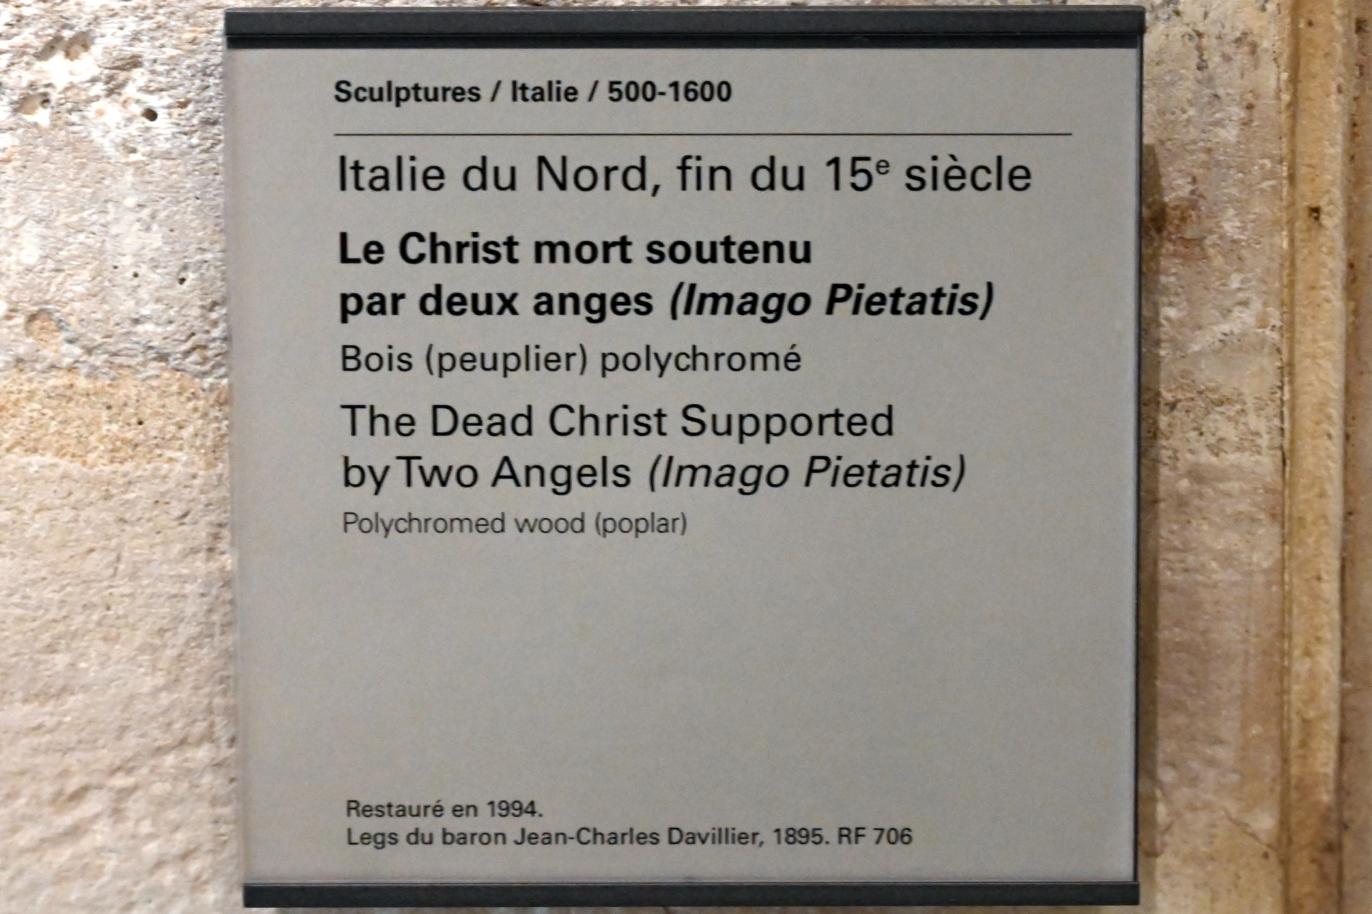 Sculptures / Italie / 500-1600
Italie du Nord, fin du 15e siècle
Le Christ mort soutenu
par deux anges (Imago Pietatis)
Bois (peuplier) polychromé
The Dead Christ Supported
by Two Angels (Imago Pietatis)
Polychromed wood (poplar)
Restauré en 1994.
Legs du baron Jean-Charles Davillier, 1895. RF 706